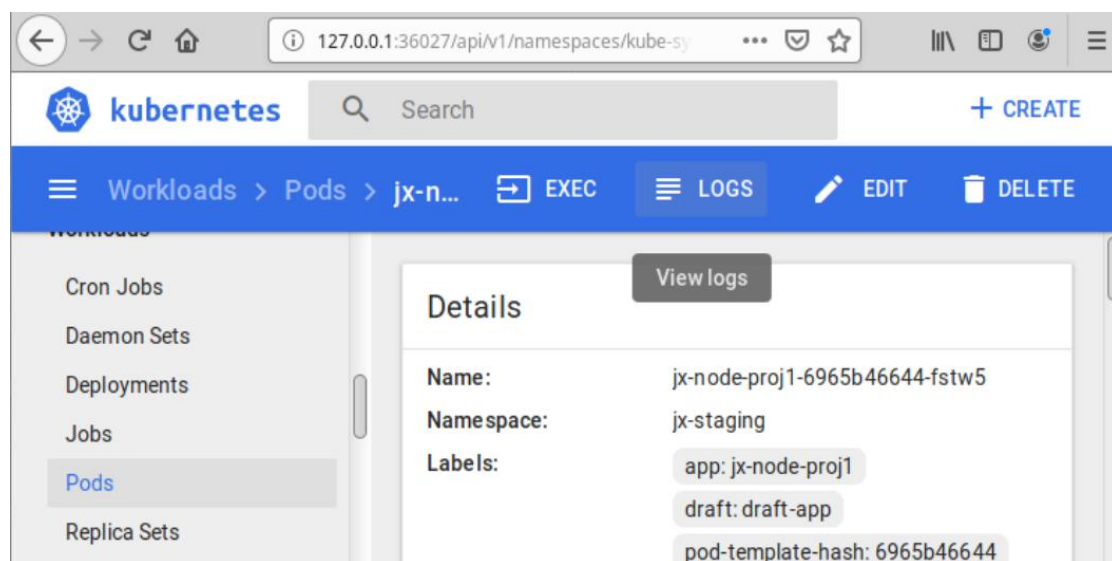 127.0.0.1:36027/api/v1/namespaces/kube-sy
kubernetes
Search
+ CREATE
Workloads > Pods > jx-n...
EXEC
LOGS
EDIT
DELETE
Workloads
Cron Jobs
Daemon Sets
Deployments
Jobs
Pods
Replica Sets
View logs
Details
Name: jx-node-proj1-6965b46644-fstw5
Namespace: jx-staging
Labels: app: jx-node-proj1
draft: draft-app
pod-template-hash: 6965b46644